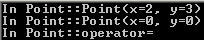 In Point::Point(x=2, y=3)
In Point::Point(x=0, y=0)
In Point::operator=